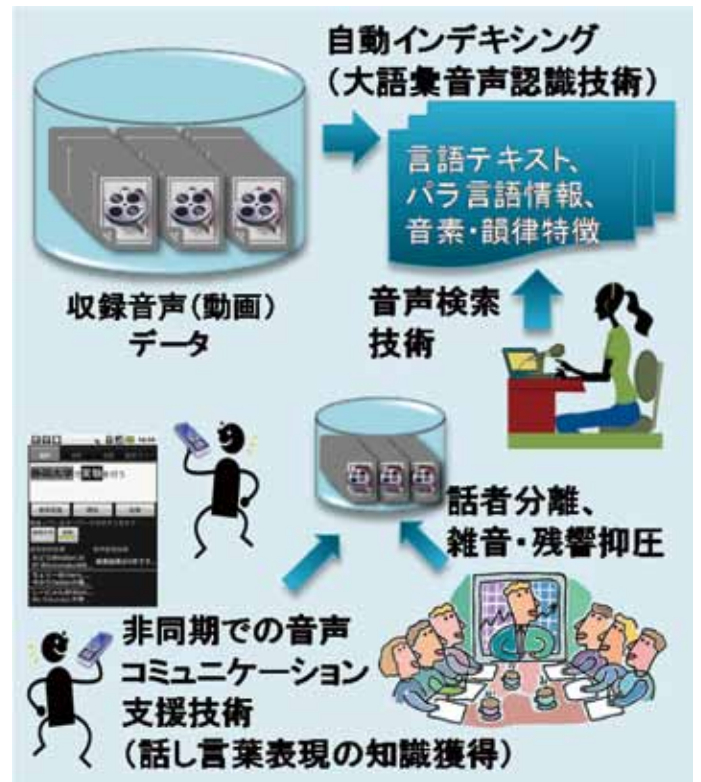 自動インデキシング
（大語彙音声認識技術）
言語テキスト、
パラ言語情報、
音素・韻律特徴
収録音声（動画）
データ
音声検索
技術
話者分離、
雑音・残響抑圧
非同期での音声
コミュニケーション
支援技術
（話し言葉表現の知識獲得）